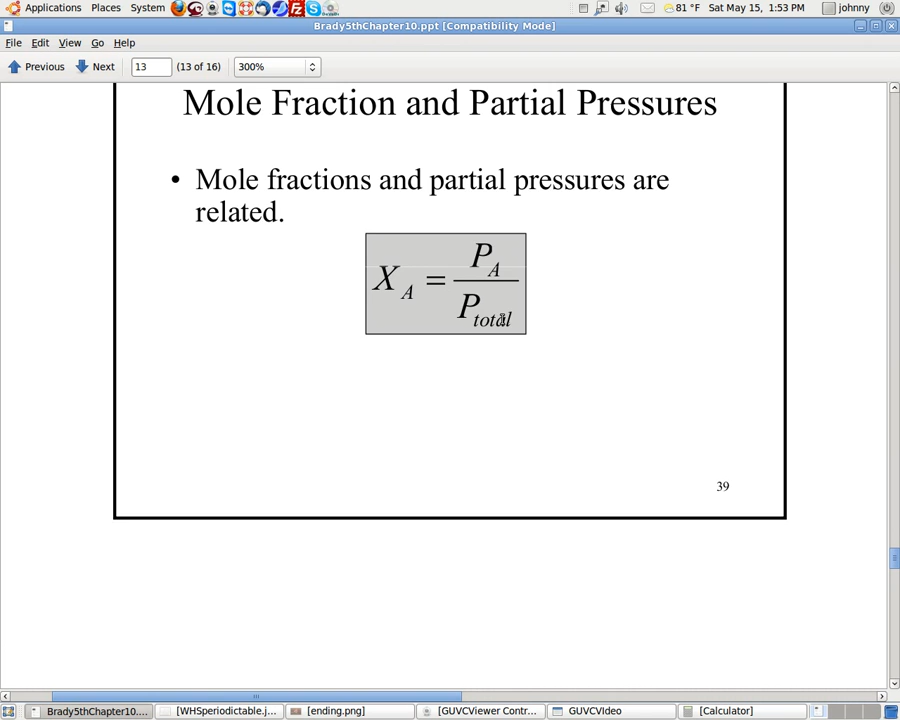 Applications Places System 81 °F Sat May 15, 1:53 PM johnny
Brady5thChapter10.ppt [Compatibility Mode]
File Edit View Go Help
Previous Next 13 (13 of 16) 300%
Mole Fraction and Partial Pressures
• Mole fractions and partial pressures are
related.
X_A = P_A / P_total
39
Brady5thChapter10.... [WHSperiodictable.j... [ending.png] [GUVCViewer Contr... GUVCVIdeo [Calculator]